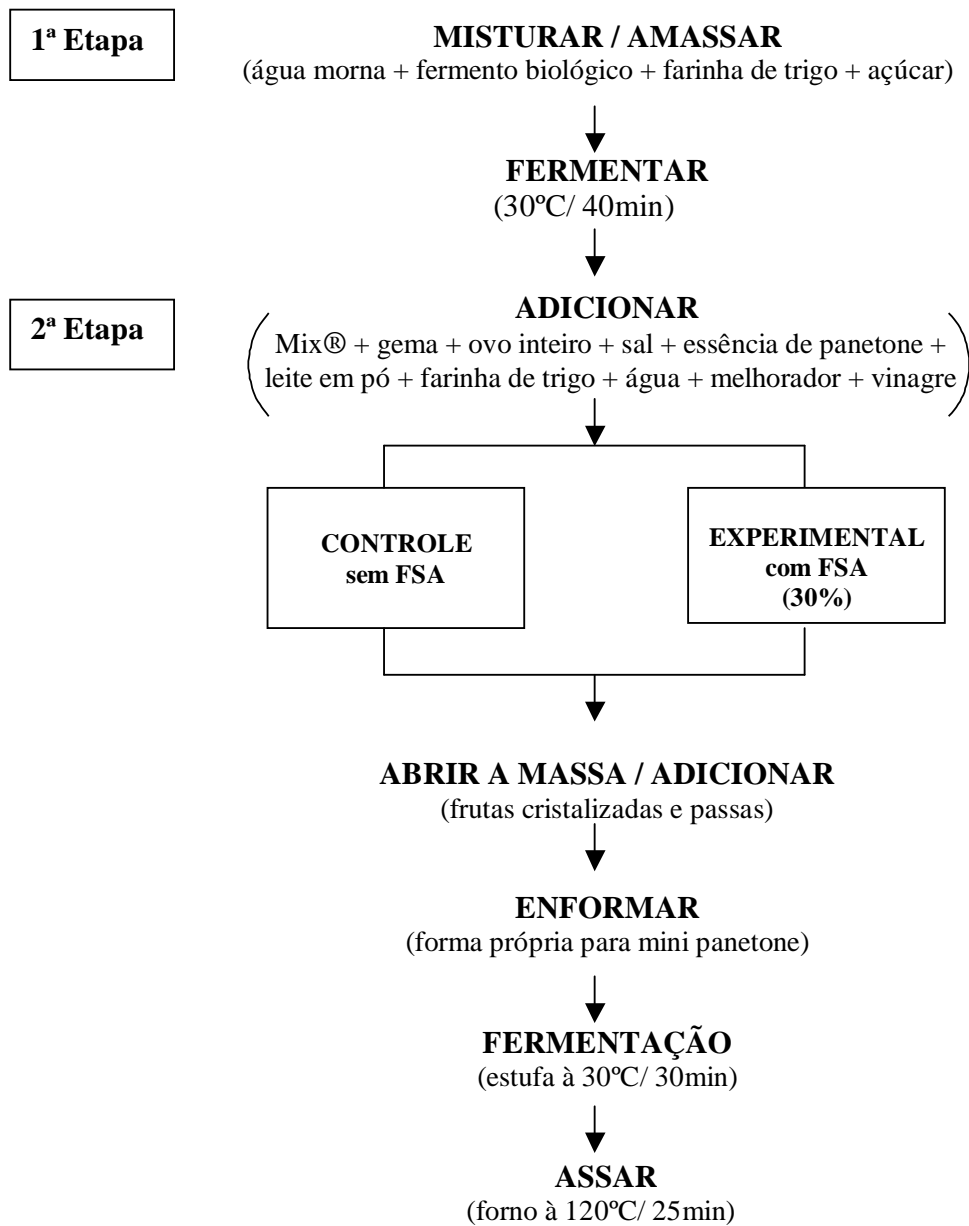 1ª Etapa
MISTURAR / AMASSAR
(água morna + fermento biológico + farinha de trigo + açúcar)
FERMENTAR
(30ºC/ 40min)
2ª Etapa
ADICIONAR
(Mix® + gema + ovo inteiro + sal + essência de panetone +
leite em pó + farinha de trigo + água + melhorador + vinagre)
CONTROLE
sem FSA
EXPERIMENTAL
com FSA
(30%)
ABRIR A MASSA / ADICIONAR
(frutas cristalizadas e passas)
ENFORMAR
(forma própria para mini panetone)
FERMENTAÇÃO
(estufa à 30ºC/ 30min)
ASSAR
(forno à 120ºC/ 25min)